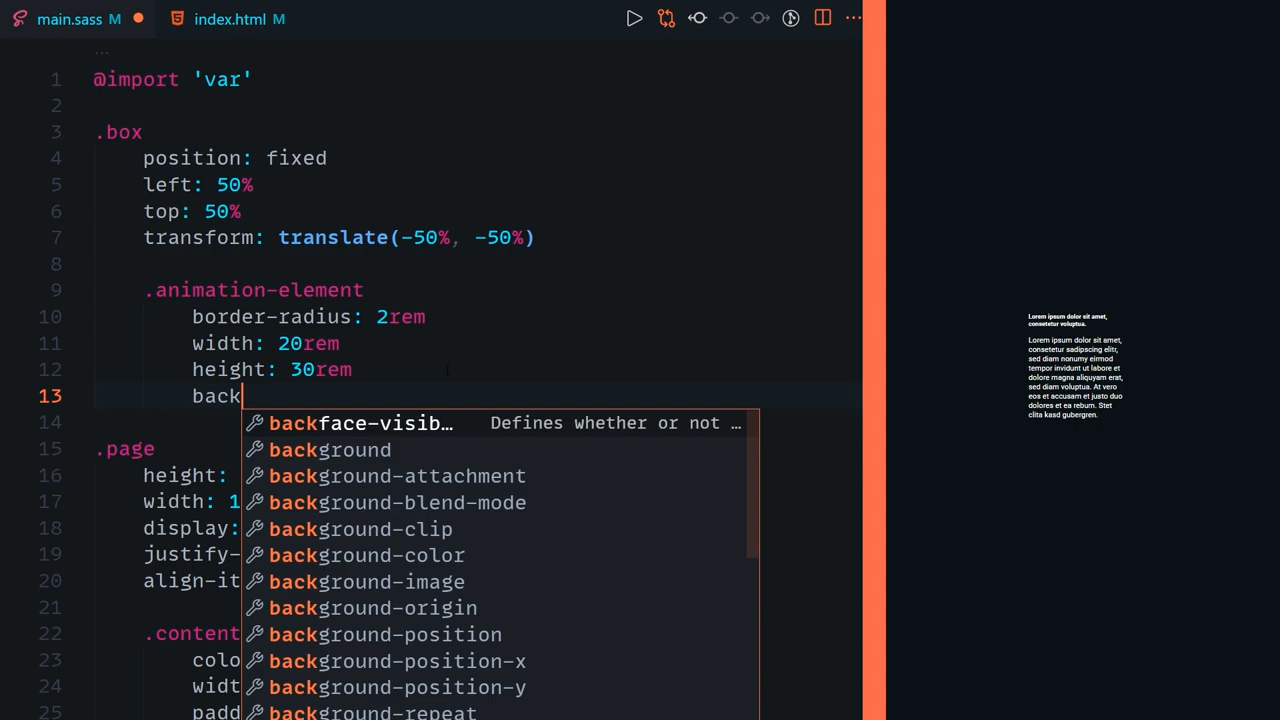 main.sass M
index.html M
...
1 @import 'var'
2
3 .box
4 position: fixed
5 left: 50%
6 top: 50%
7 transform: translate(-50%, -50%)
8
9 .animation-element
10 border-radius: 2rem
11 width: 20rem
12 height: 30rem
13 back
backface-visib… Defines whether or not …
background
background-attachment
background-blend-mode
background-clip
background-color
background-image
background-origin
background-position
background-position-x
background-position-y
background-repeat
14
15 .page
16 height:
17 width: 1
18 display:
19 justify-
20 align-it
21
22 .content
23 colo
24 widt
25 padd
Lorem ipsum dolor sit amet,
consetetur voluptua.
Lorem ipsum dolor sit amet,
consetetur sadipscing elitr,
sed diam nonumy eirmod
tempor invidunt ut labore et
dolore magna aliquyam erat,
sed diam voluptua. At vero
eos et accusam et justo duo
dolores et ea rebum. Stet
clita kasd gubergren.